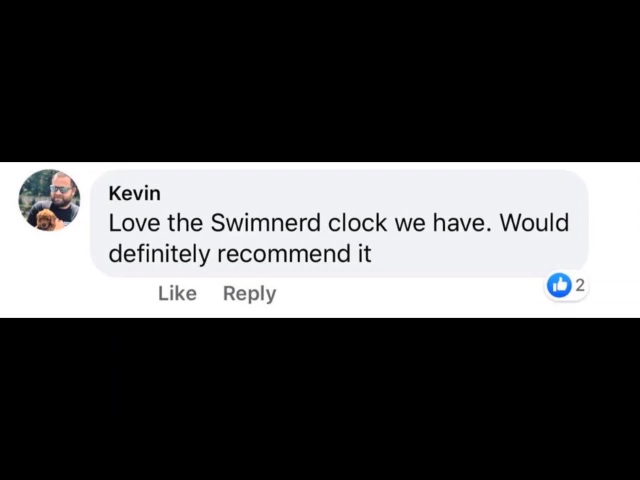 Kevin
Love the Swimnerd clock we have. Would
definitely recommend it
Like Reply
2